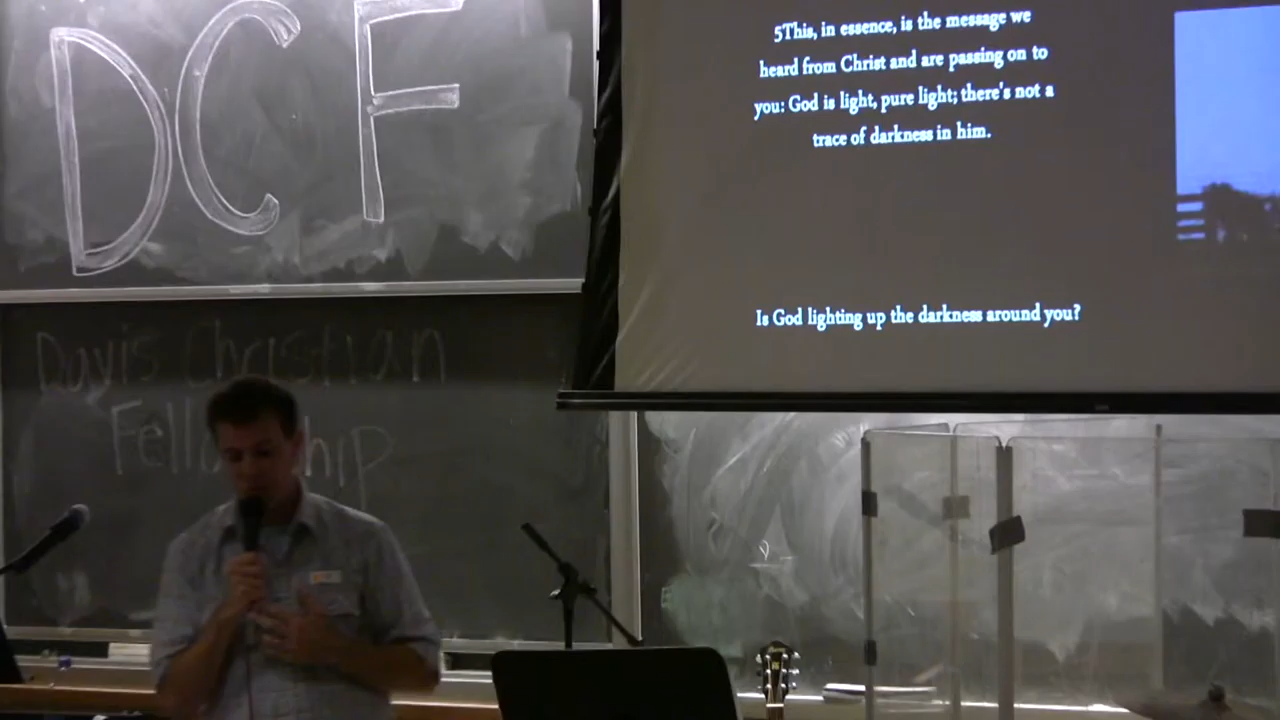 DCF
Davis Christian
Fellowship
5This, in essence, is the message we
heard from Christ and are passing on to
you: God is light, pure light; there's not a
trace of darkness in him.
Is God lighting up the darkness around you?